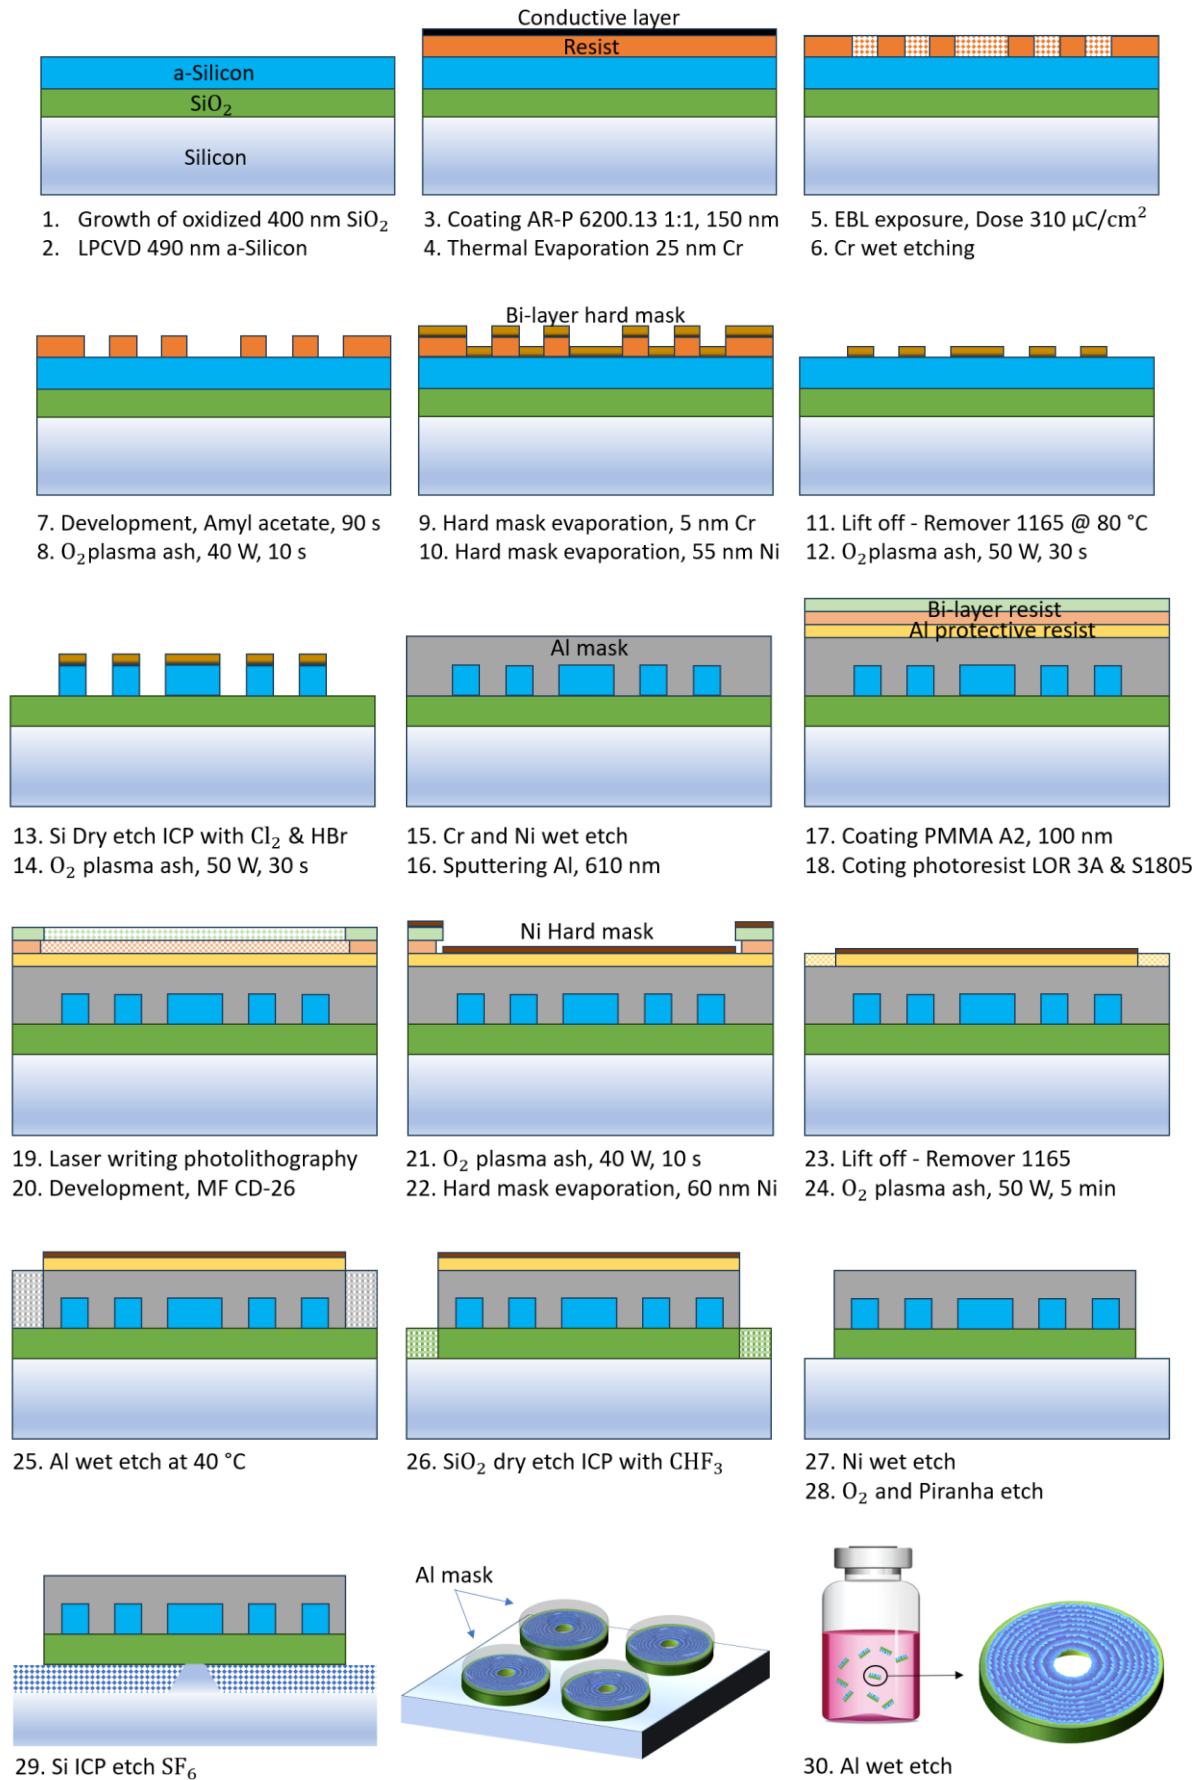 Conductive layer
Resist
a-Silicon
SiO₂
Silicon
1. Growth of oxidized 400 nm SiO₂
2. LPCVD 490 nm a-Silicon
3. Coating AR-P 6200.13 1:1, 150 nm
4. Thermal Evaporation 25 nm Cr
5. EBL exposure, Dose 310 µC/cm²
6. Cr wet etching
Bi-layer hard mask
7. Development, Amyl acetate, 90 s
8. O₂plasma ash, 40 W, 10 s
9. Hard mask evaporation, 5 nm Cr
10. Hard mask evaporation, 55 nm Ni
11. Lift off - Remover 1165 @ 80 °C
12. O₂plasma ash, 50 W, 30 s
Al mask
Bi-layer resist
Al protective resist
13. Si Dry etch ICP with Cl₂ & HBr
14. O₂ plasma ash, 50 W, 30 s
15. Cr and Ni wet etch
16. Sputtering Al, 610 nm
17. Coating PMMA A2, 100 nm
18. Coting photoresist LOR 3A & S1805
Ni Hard mask
19. Laser writing photolithography
20. Development, MF CD-26
21. O₂ plasma ash, 40 W, 10 s
22. Hard mask evaporation, 60 nm Ni
23. Lift off - Remover 1165
24. O₂ plasma ash, 50 W, 5 min
25. Al wet etch at 40 °C
26. SiO₂ dry etch ICP with CHF₃
27. Ni wet etch
28. O₂ and Piranha etch
Al mask
29. Si ICP etch SF₆
30. Al wet etch